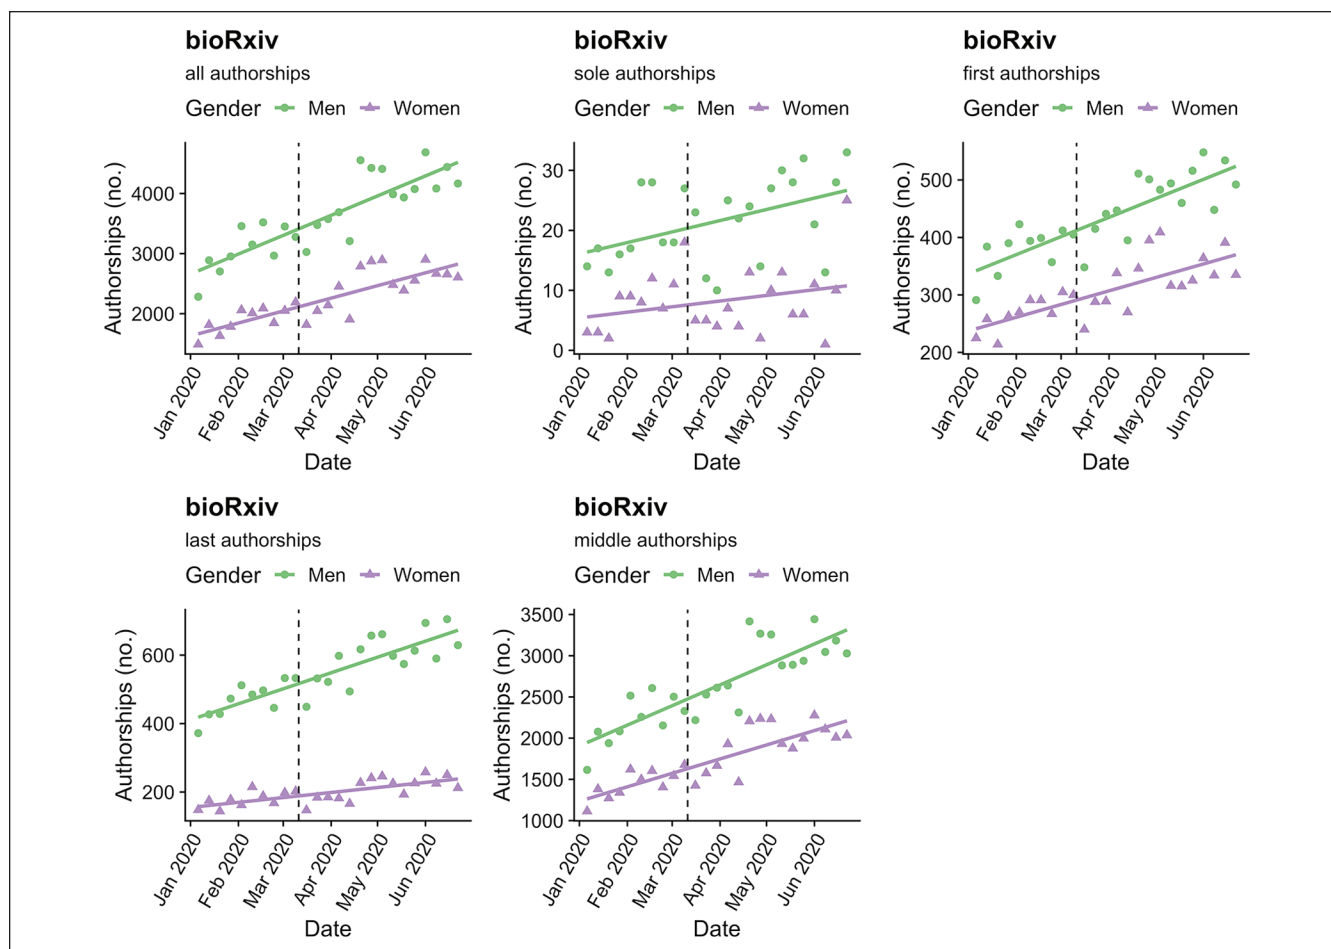 bioRxiv
all authorships
Gender Men Women
Authorships (no.)
4000
3000
2000
Jan 2020
Feb 2020
Mar 2020
Apr 2020
May 2020
Jun 2020
Date
bioRxiv
sole authorships
Gender Men Women
Authorships (no.)
30
20
10
0
Jan 2020
Feb 2020
Mar 2020
Apr 2020
May 2020
Jun 2020
Date
bioRxiv
first authorships
Gender Men Women
Authorships (no.)
500
400
300
200
Jan 2020
Feb 2020
Mar 2020
Apr 2020
May 2020
Jun 2020
Date
bioRxiv
last authorships
Gender Men Women
Authorships (no.)
600
400
200
Jan 2020
Feb 2020
Mar 2020
Apr 2020
May 2020
Jun 2020
Date
bioRxiv
middle authorships
Gender Men Women
Authorships (no.)
3500
3000
2500
2000
1500
1000
Jan 2020
Feb 2020
Mar 2020
Apr 2020
May 2020
Jun 2020
Date